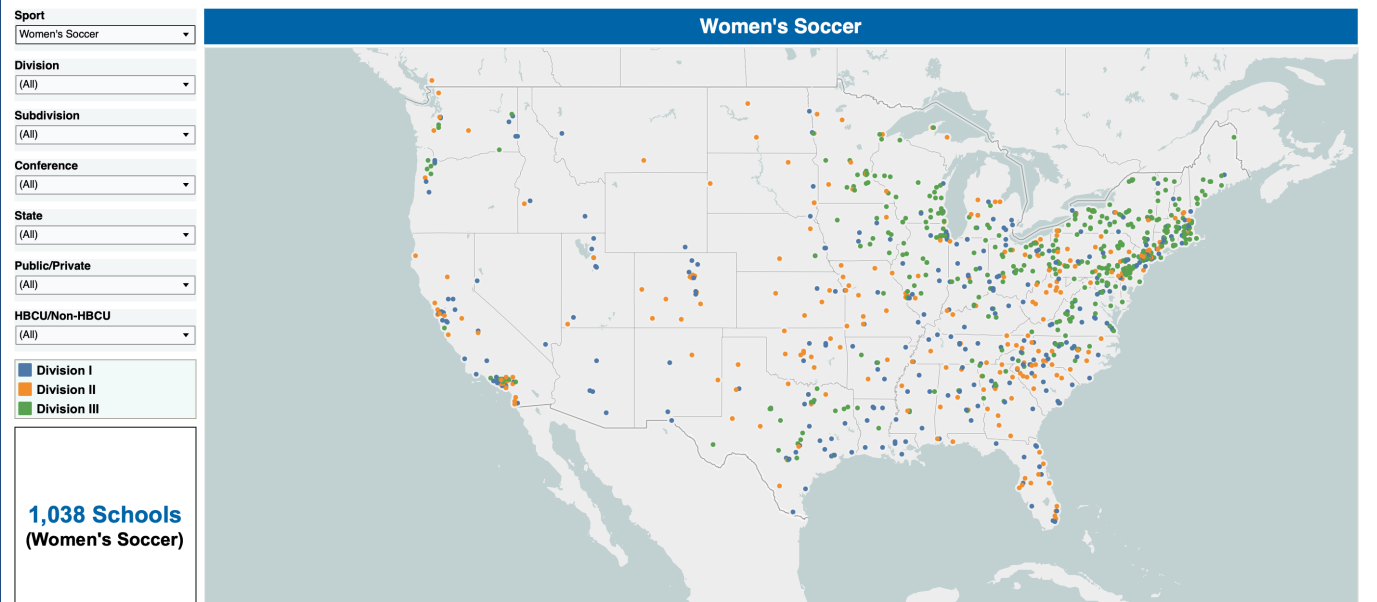 Sport
Women's Soccer
Division
(All)
Subdivision
(All)
Conference
(All)
State
(All)
Public/Private
(All)
HBCU/Non-HBCU
(All)
Division I
Division II
Division III
1,038 Schools
(Women's Soccer)
Women's Soccer